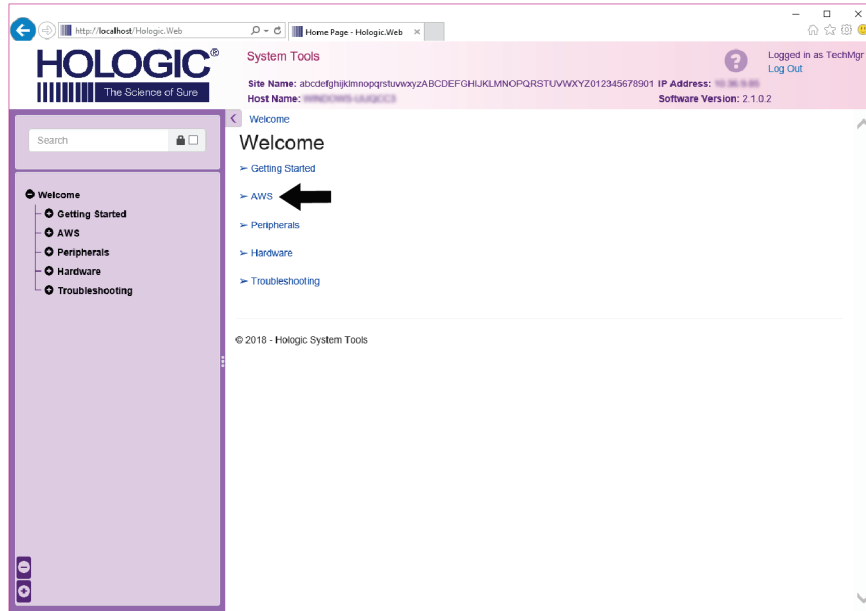 http://localhost/Hologic.Web
Home Page - Hologic.Web
HOLOGIC®
The Science of Sure
System Tools
Logged in as TechMgr
Log Out
Site Name: abcdefghijklmnopqrstuvwxyzABCDEFGHIJKLMNOPQRSTUVWXYZ012345678901 IP Address:
Host Name:
Software Version: 2.1.0.2
Search
Welcome
Getting Started
AWS
Peripherals
Hardware
Troubleshooting
Welcome
Welcome
➢ Getting Started
➢ AWS
➢ Peripherals
➢ Hardware
➢ Troubleshooting
© 2018 - Hologic System Tools